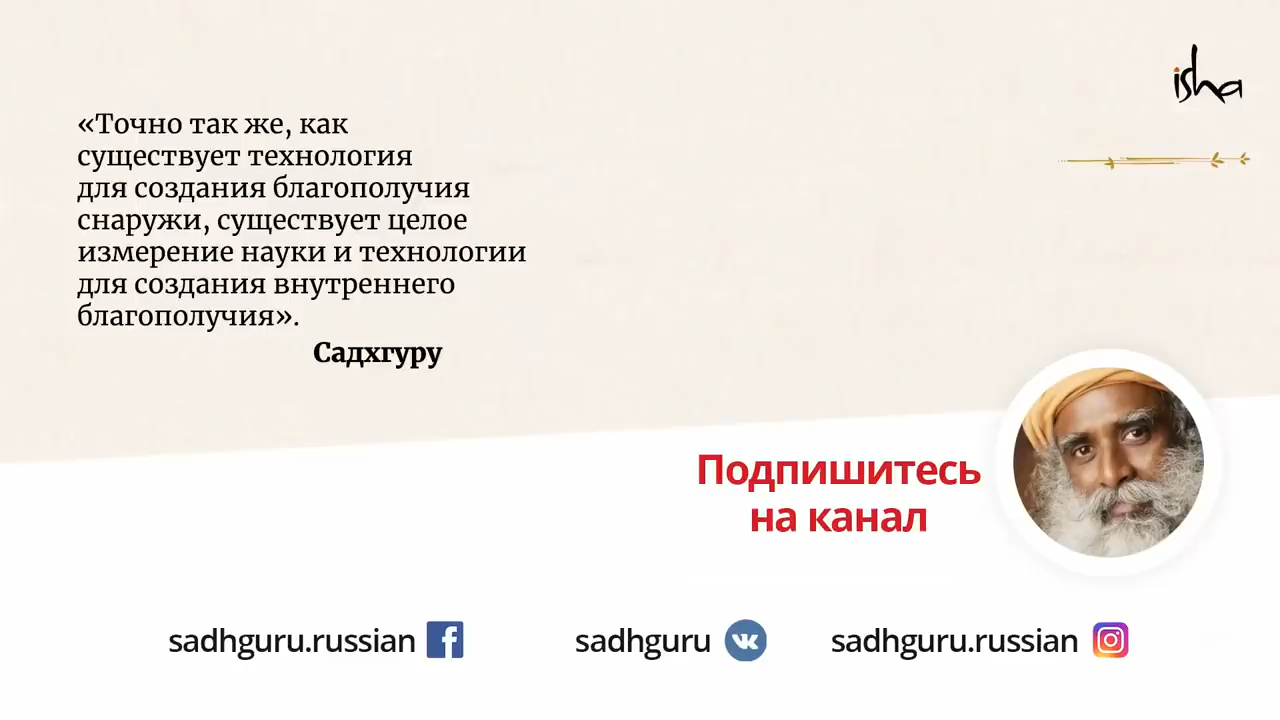 isha
«Точно так же, как
существует технология
для создания благополучия
снаружи, существует целое
измерение науки и технологии
для создания внутреннего
благополучия».
Садхгуру
Подпишитесь
на канал
sadhguru.russian
sadhguru
sadhguru.russian